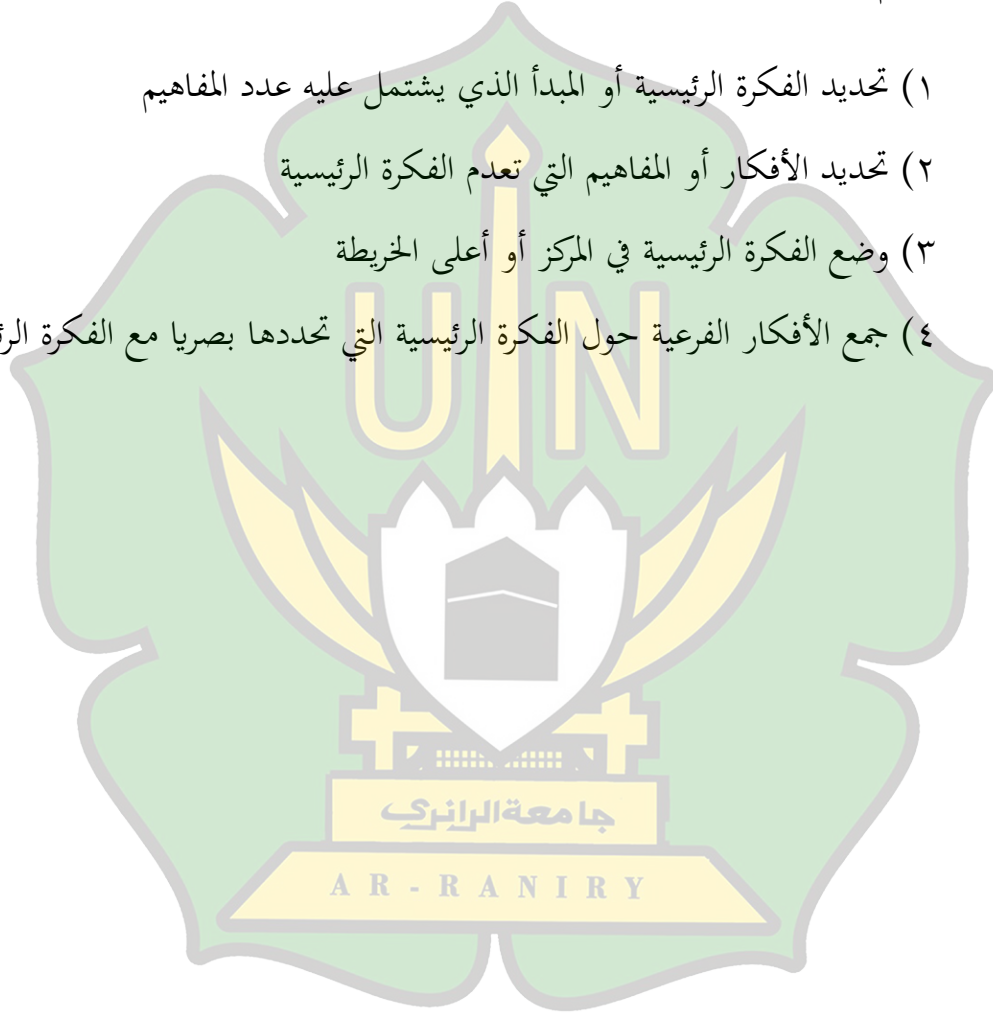 ١) تحديد الفكرة الرئيسية أو المبدأ الذي يشتمل عليه عدد المفاهيم
٢) تحديد الأفكار أو المفاهيم التي تعدم الفكرة الرئيسية
٣) وضع الفكرة الرئيسية في المركز أو أعلى الخريطة
٤) جمع الأفكار الفرعية حول الفكرة الرئيسية التي تحددها بصريا مع الفكرة
UIN
جامعة الرانري
AR-RANIRY